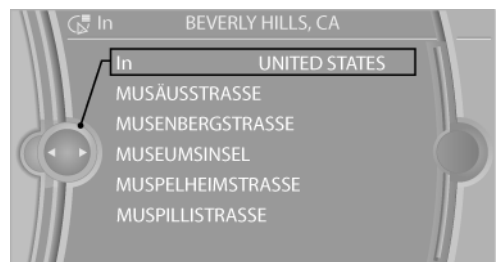 In BEVERLY HILLS, CA
In UNITED STATES
MUSÄUSSTRASSE
MUSENBERGSTRASSE
MUSEUMSINSEL
MUSPELHEIMSTRASSE
MUSPILLISTRASSE